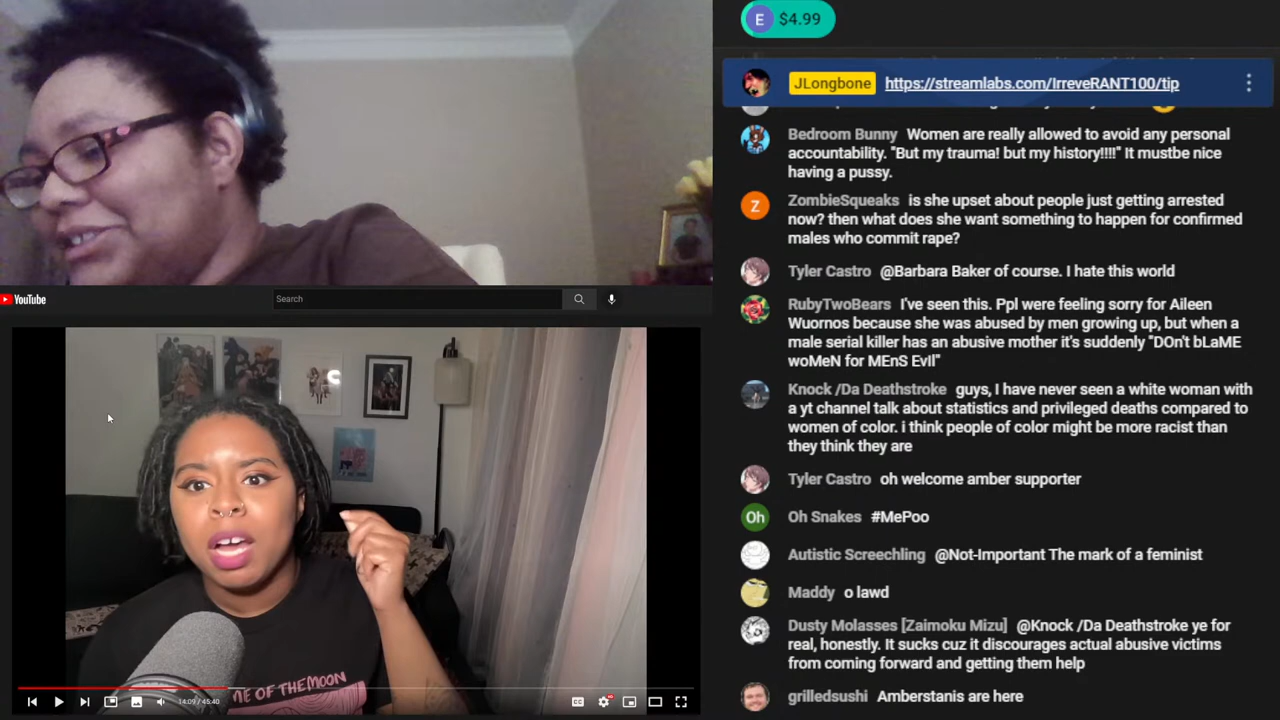 E $4.99
JLongbone https://streamlabs.com/IrreveRANT100/tip
Bedroom Bunny Women are really allowed to avoid any personal
accountability. "But my trauma! but my history!!!!" It mustbe nice
having a pussy.
Z ZombieSqueaks is she upset about people just getting arrested
now? then what does she want something to happen for confirmed
males who commit rape?
Tyler Castro @Barbara Baker of course. I hate this world
RubyTwoBears I've seen this. Ppl were feeling sorry for Aileen
Wuornos because she was abused by men growing up, but when a
male serial killer has an abusive mother it's suddenly "DOn't bLaME
woMeN for MEnS EvIl"
Knock /Da Deathstroke guys, I have never seen a white woman with
a yt channel talk about statistics and privileged deaths compared to
women of color. i think people of color might be more racist than
they think they are
Tyler Castro oh welcome amber supporter
Oh Oh Snakes #MePoo
Autistic Screechling @Not-Important The mark of a feminist
Maddy o lawd
Dusty Molasses [Zaimoku Mizu] @Knock /Da Deathstroke ye for
real, honestly. It sucks cuz it discourages actual abusive victims
from coming forward and getting them help
grilledsushi Amberstanis are here
YouTube
Search
ME OF THE MOON
14:09 / 45:40
CC